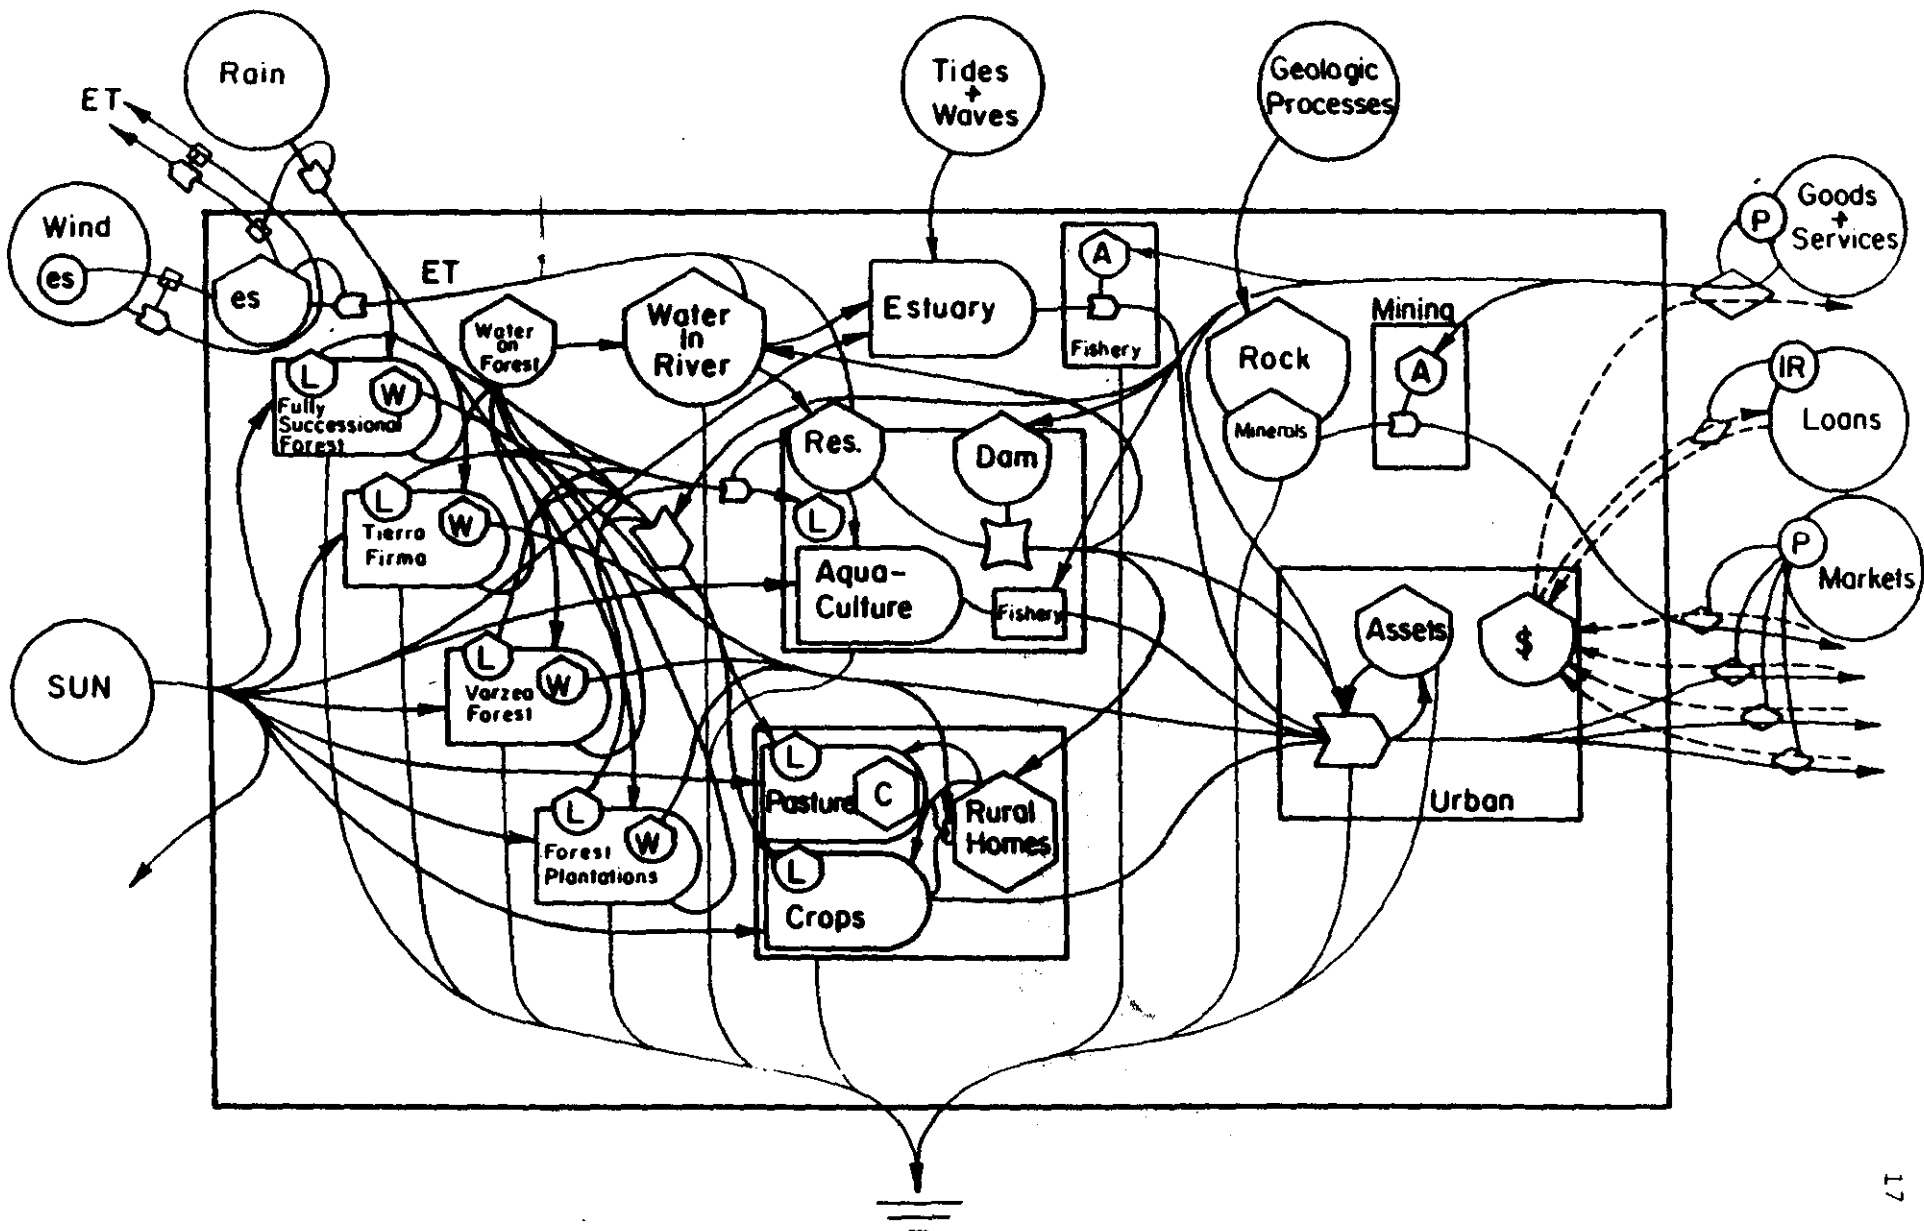 Rain
Tides
+
Waves
Geologic
Processes
ET
Wind
es
es
ET
Goods
+
Services
P
A
Fishery
Water
on
Forest
Water
in
River
Estuary
Rock
Minerals
Mining
A
IR
Loans
L
W
Fully
Successional
Forest
Res.
Dam
P
Markets
L
W
Tierra
Firma
L
Aqua-
Culture
Fishery
Assets
$
SUN
L
W
Varzea
Forest
L
Pasture
C
Rural
Homes
Urban
L
W
Forest
Plantations
L
Crops
17